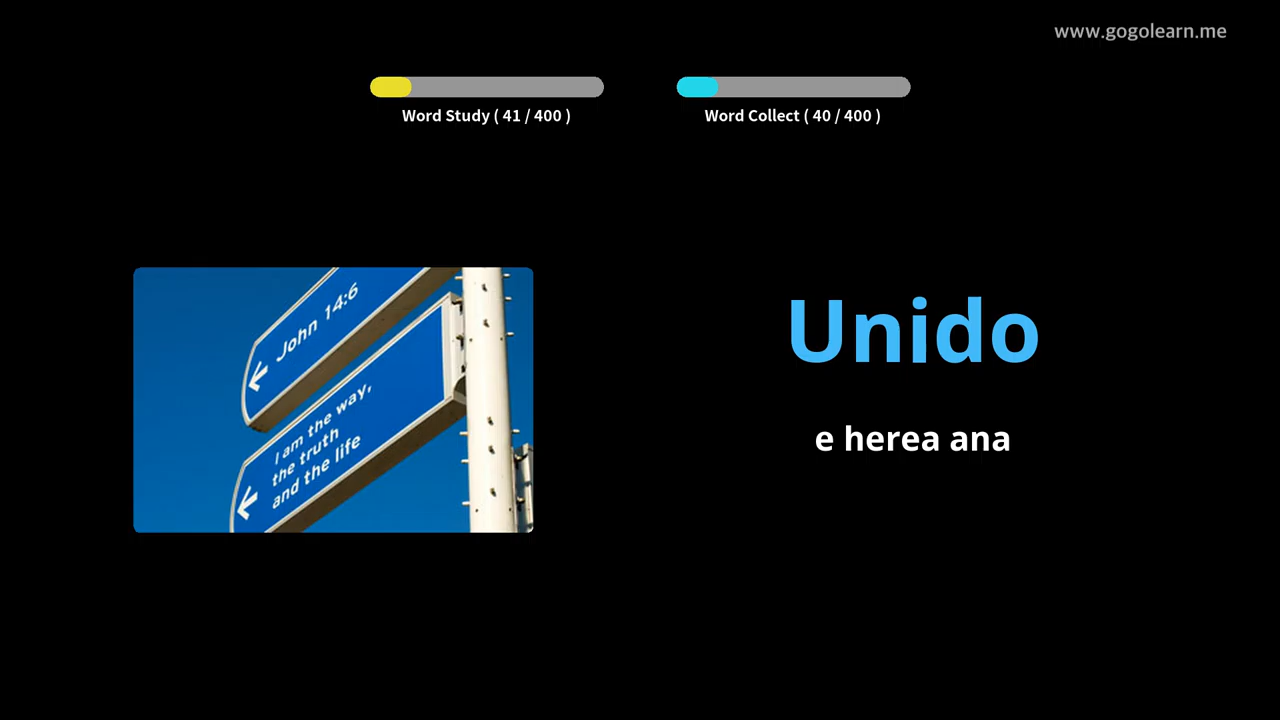 www.gogolearn.me
Word Study ( 41 / 400 )
Word Collect ( 40 / 400 )
John 14:6
I am the way,
the truth
and the life
Unido
e herea ana